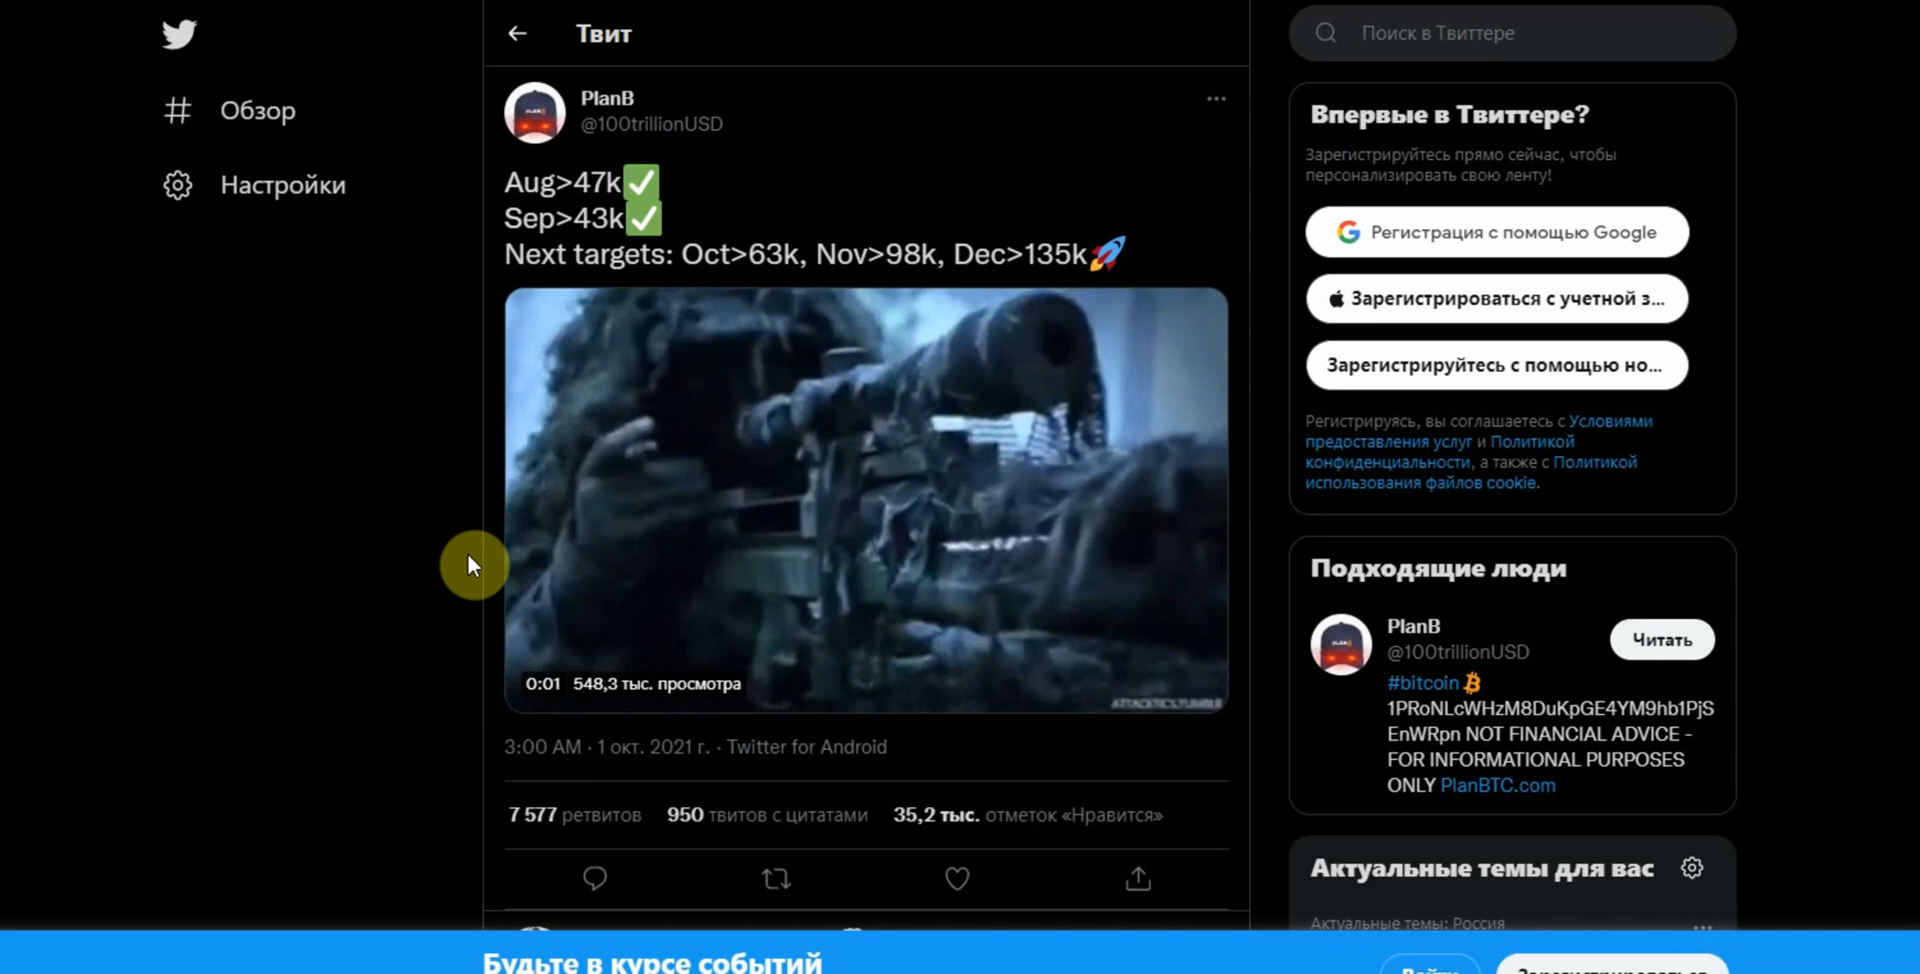 Твит
Поиск в Твиттере
Обзор
Настройки
PlanB
@100trillionUSD
Aug>47k✅
Sep>43k✅
Next targets: Oct>63k, Nov>98k, Dec>135k🚀
0:01 548,3 тыс. просмотра
3:00 AM · 1 окт. 2021 г. · Twitter for Android
7 577 ретвитов 950 твитов с цитатами 35,2 тыс. отметок «Нравится»
Впервые в Твиттере?
Зарегистрируйтесь прямо сейчас, чтобы
персонализировать свою ленту!
Регистрация с помощью Google
Зарегистрироваться с учетной з...
Зарегистрируйтесь с помощью но...
Регистрируясь, вы соглашаетесь с Условиями
предоставления услуг и Политикой
конфиденциальности, а также с Политикой
использования файлов cookie.
Подходящие люди
PlanB
@100trillionUSD
Читать
#bitcoin
1PRoNLcWHzM8DuKpGE4YM9hb1PjS
EnWRpn NOT FINANCIAL ADVICE -
FOR INFORMATIONAL PURPOSES
ONLY PlanBTC.com
Актуальные темы для вас
Актуальные темы: Россия
Будьте в курсе событий
Войти
Зарегистрироваться